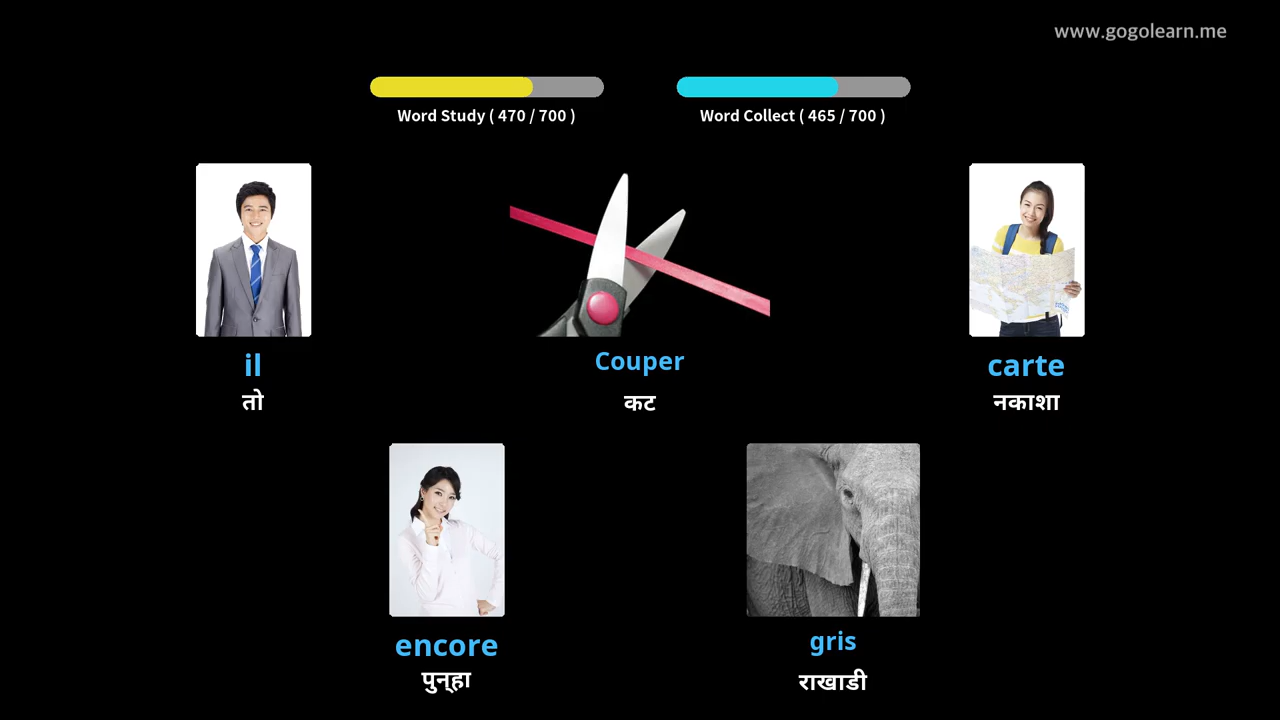 www.gogolearn.me
Word Study ( 470 / 700 )
Word Collect ( 465 / 700 )
il
तो
Couper
कट
carte
नकाशा
encore
पुन्हा
gris
राखाडी